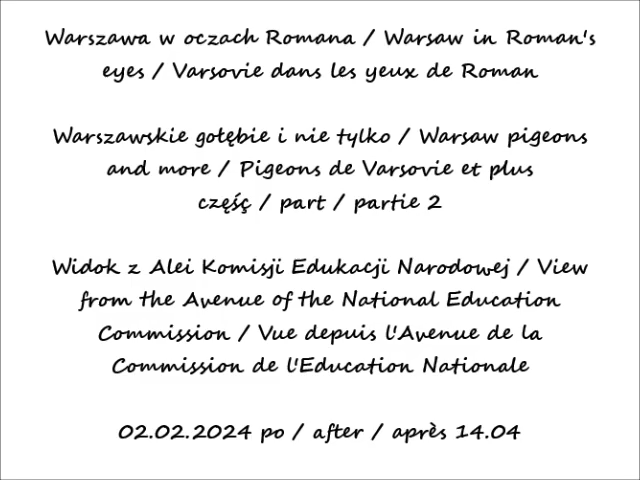 Warszawa w oczach Romana / Warsaw in Roman's
eyes / Varsovie dans les yeux de Roman
Warszawskie gołębie i nie tylko / Warsaw pigeons
and more / Pigeons de Varsovie et plus
częśç / part / partie 2
Widok z Alei Komisji Edukacji Narodowej / View
from the Avenue of the National Education
Commission / Vue depuis l'Avenue de la
Commission de l'Education Nationale
02.02.2024 po / after / après 14.04